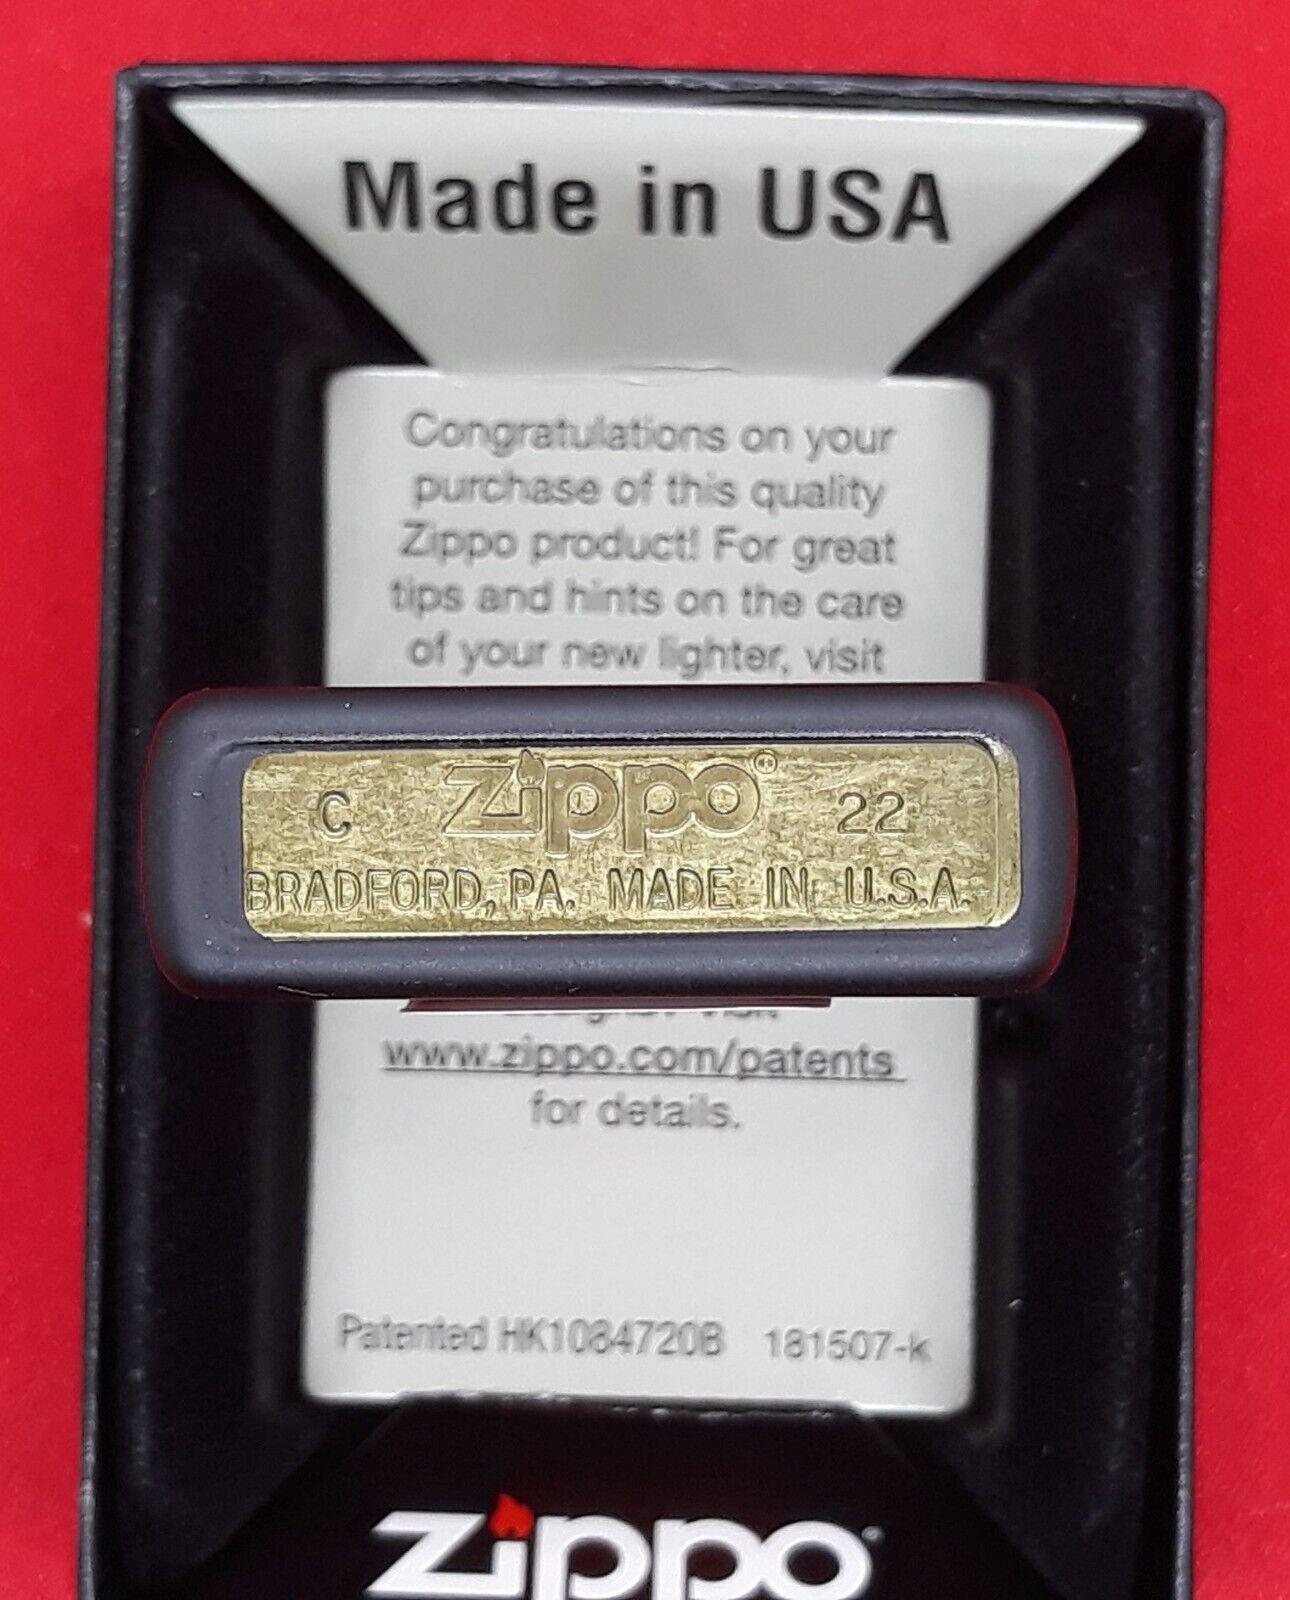 Made in USA
Congratulations on your
purchase of this quality
Zippo product! For great
tips and hints on the care
of your new lighter, visit
C Zippo® 22
BRADFORD, PA. MADE IN U.S.A.
visit
www.zippo.com/patents
for details.
Patented HK1084720B 181507-k
Zippo